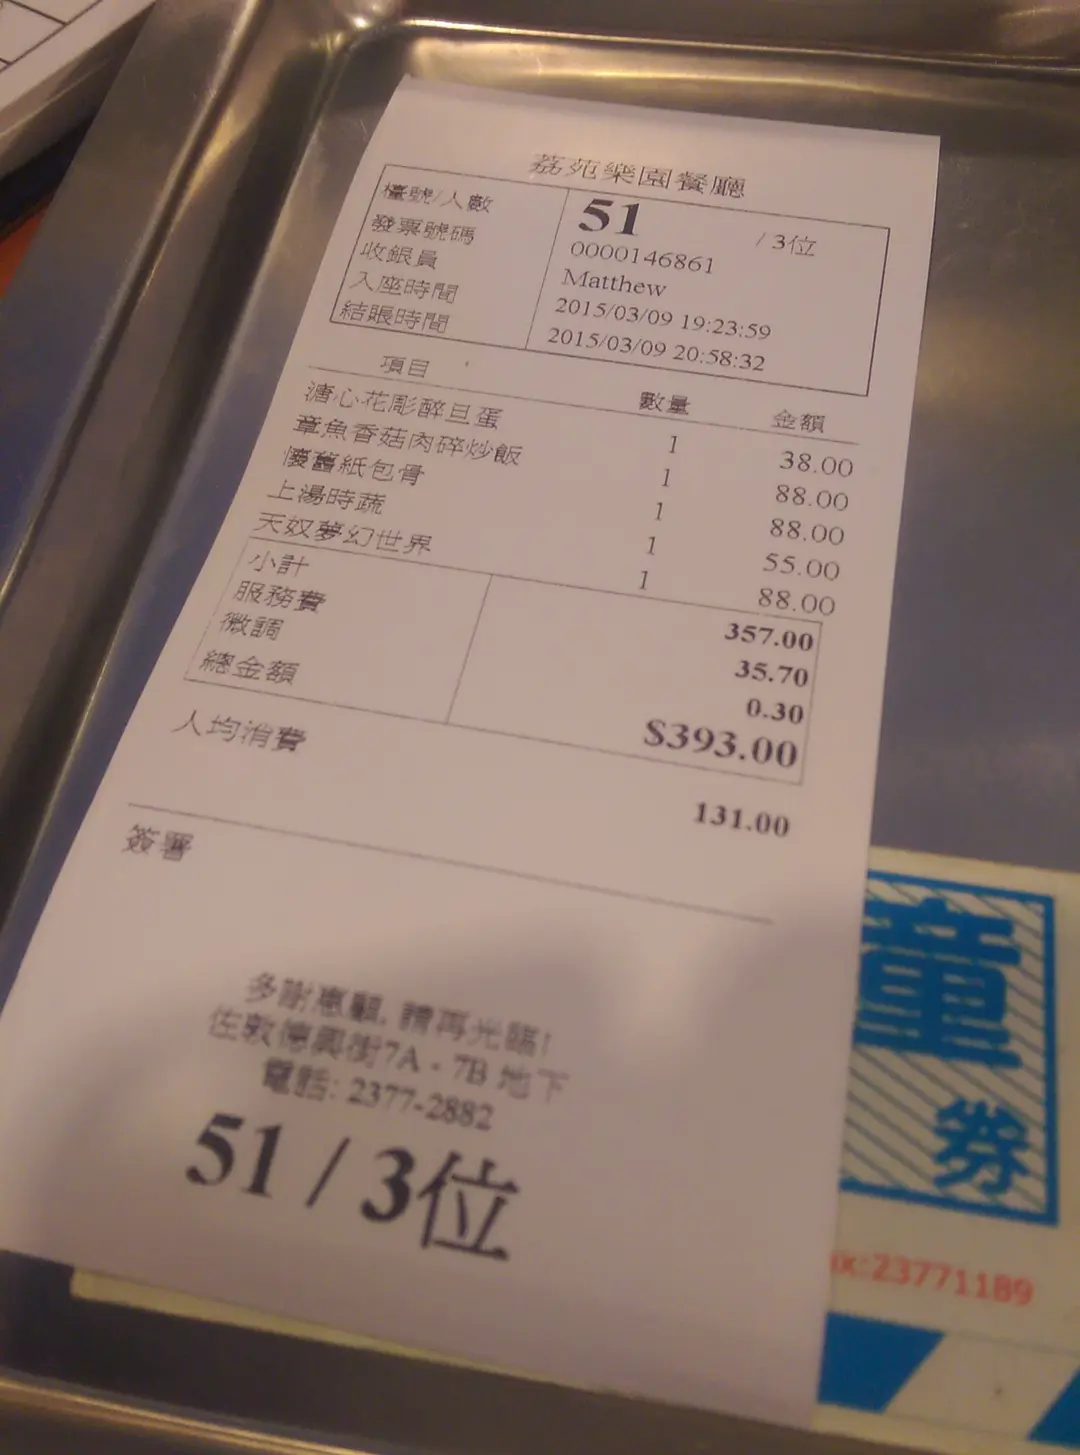 荔苑樂園餐廳
檯號/人數 51 / 3位
發票號碼 0000146861
收銀員 Matthew
入座時間 2015/03/09 19:23:59
結賬時間 2015/03/09 20:58:32
項目 數量 金額
溏心花彫醉旦蛋 1 38.00
章魚香菇肉碎炒飯 1 88.00
懷舊紙包骨 1 88.00
上湯時蔬 1 55.00
天奴夢幻世界 1 88.00
小計 357.00
服務費 35.70
微調 0.30
總金額 $393.00
人均消費 131.00
簽署
多謝惠顧, 請再光臨!
佐敦德興街7A - 7B 地下
電話: 2377-2882
51 / 3位
童
券
ax:23771189